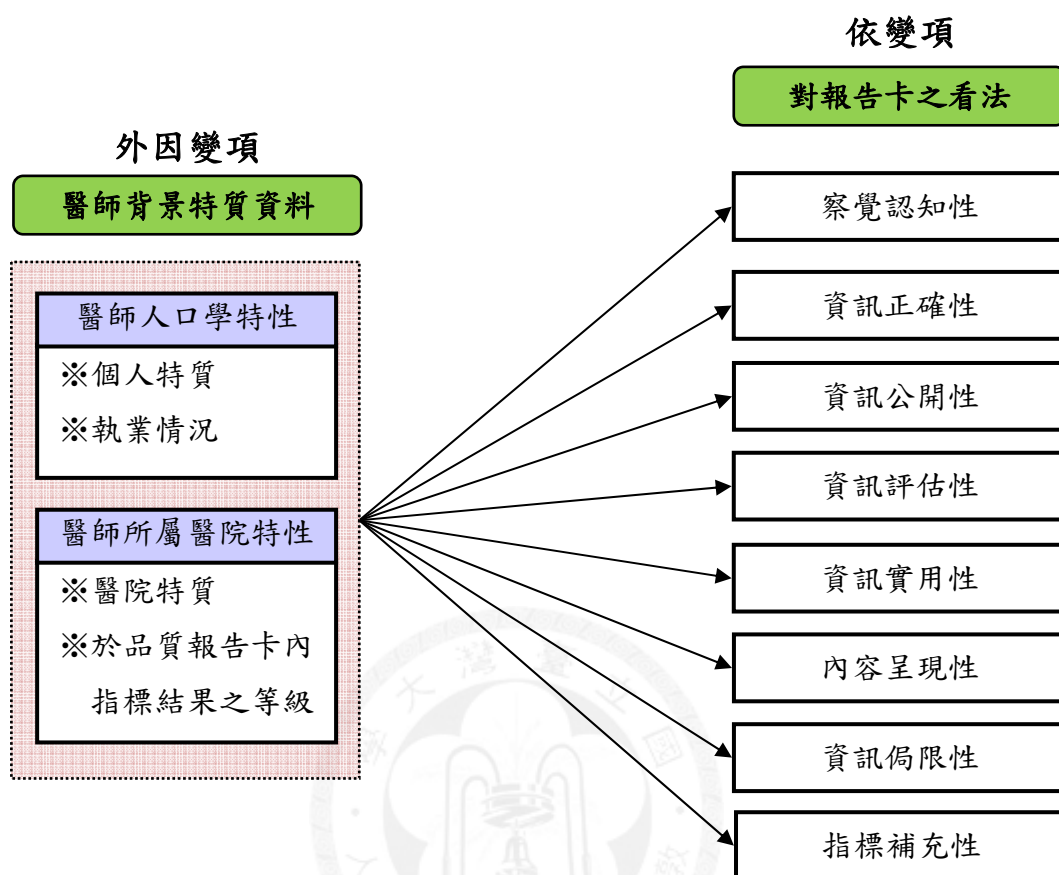 外因變項
醫師背景特質資料
醫師人口學特性
※個人特質
※執業情況
醫師所屬醫院特性
※醫院特質
※於品質報告卡內
指標結果之等級
依變項
對報告卡之看法
察覺認知性
資訊正確性
資訊公開性
資訊評估性
資訊實用性
內容呈現性
資訊侷限性
指標補充性